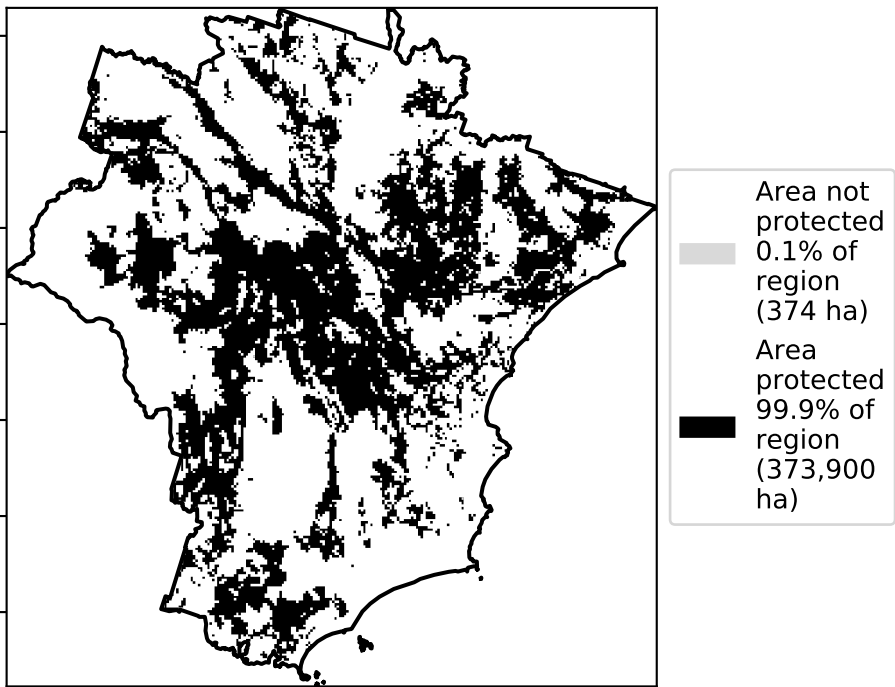 Area not
protected
0.1% of
region
(374 ha)
Area
protected
99.9% of
region
(373,900
ha)